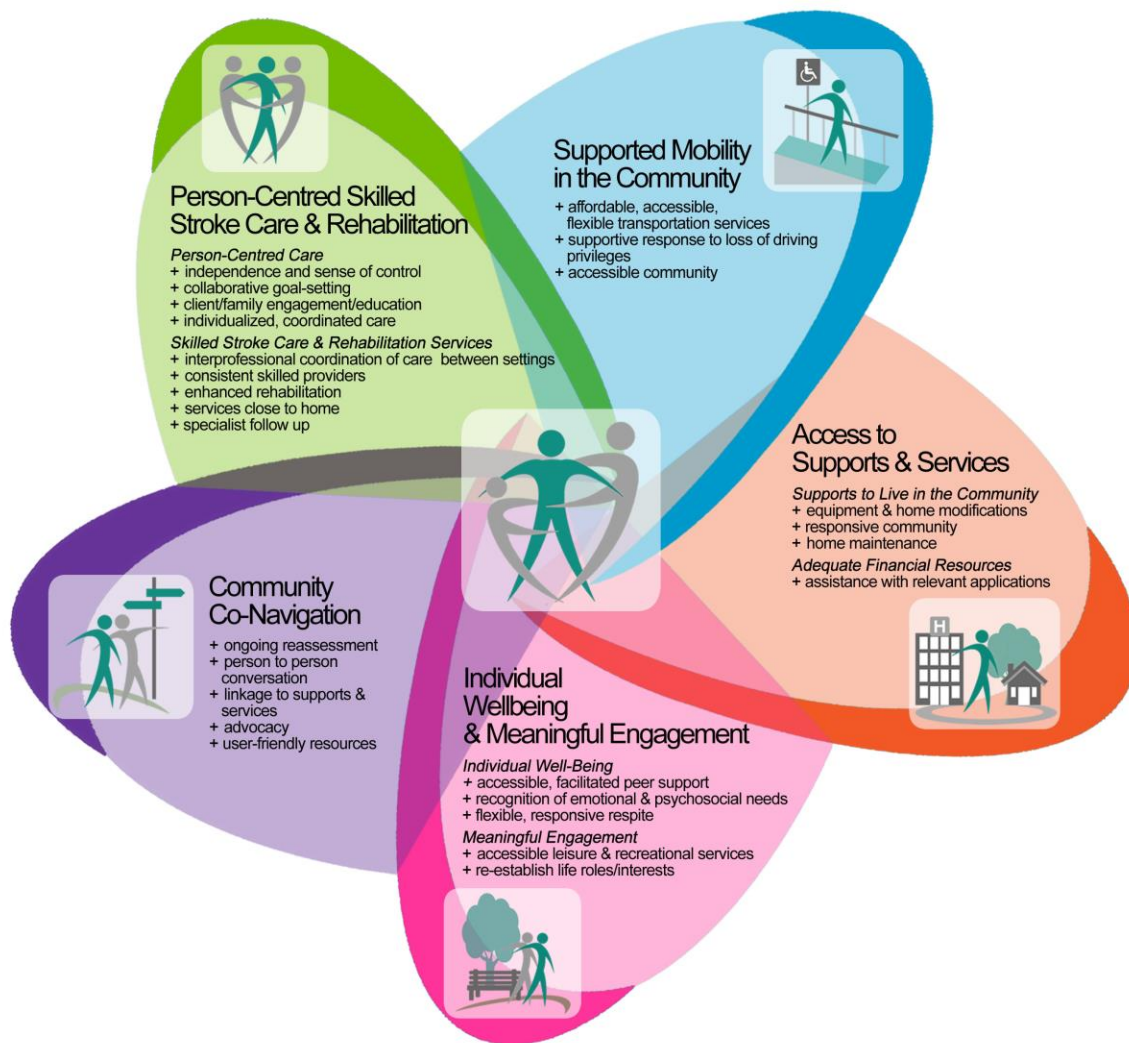 Person-Centred Skilled
Stroke Care & Rehabilitation
Person-Centred Care
+ independence and sense of control
+ collaborative goal-setting
+ client/family engagement/education
+ individualized, coordinated care
Skilled Stroke Care & Rehabilitation Services
+ interprofessional coordination of care between settings
+ consistent skilled providers
+ enhanced rehabilitation
+ services close to home
+ specialist follow up
Supported Mobility
in the Community
+ affordable, accessible,
flexible transportation services
+ supportive response to loss of driving
privileges
+ accessible community
Access to
Supports & Services
Supports to Live in the Community
+ equipment & home modifications
+ responsive community
+ home maintenance
Adequate Financial Resources
+ assistance with relevant applications
H
Community
Co-Navigation
+ ongoing reassessment
+ person to person
conversation
+ linkage to supports &
services
+ advocacy
+ user-friendly resources
Individual
Wellbeing
& Meaningful Engagement
Individual Well-Being
+ accessible, facilitated peer support
+ recognition of emotional & psychosocial needs
+ flexible, responsive respite
Meaningful Engagement
+ accessible leisure & recreational services
+ re-establish life roles/interests